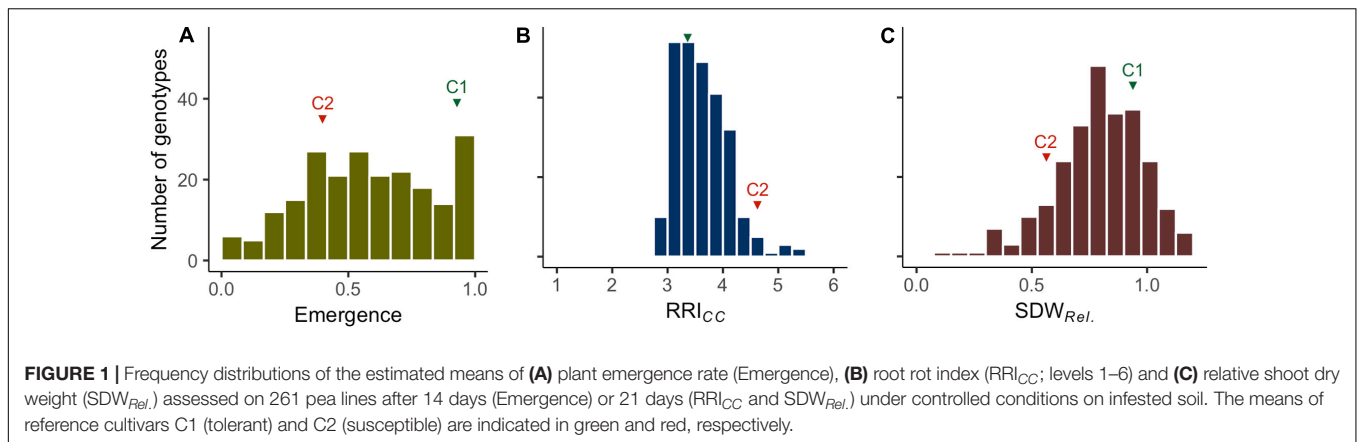 A
B
C
C2
C1
C2
C1
C2
Number of genotypes
40
20
0
0.0 0.5 1.0
1 2 3 4 5 6
0.0 0.5 1.0
Emergence
RRICC
SDWRel.
FIGURE 1 | Frequency distributions of the estimated means of (A) plant emergence rate (Emergence), (B) root rot index (RRICC; levels 1–6) and (C) relative shoot dry
weight (SDWRel.) assessed on 261 pea lines after 14 days (Emergence) or 21 days (RRICC and SDWRel.) under controlled conditions on infested soil. The means of
reference cultivars C1 (tolerant) and C2 (susceptible) are indicated in green and red, respectively.